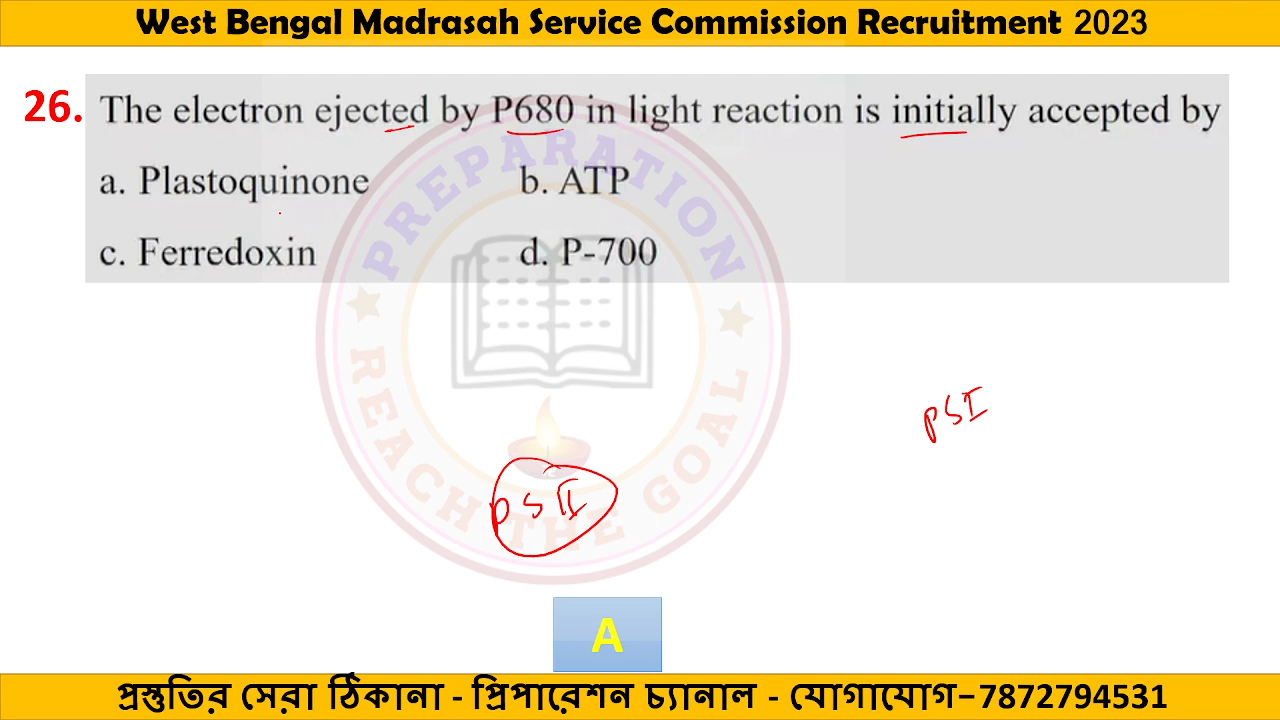 West Bengal Madrasah Service Commission Recruitment 2023
26. The electron ejected by P680 in light reaction is initially accepted by
a. Plastoquinone b. ATP
c. Ferredoxin d. P-700
PREPARATION
REACH THE GOAL
PSI
PSII
A
প্রস্তুতির সেরা ঠিকানা - প্রিপারেশন চ্যানাল - যোগাযোগ–7872794531